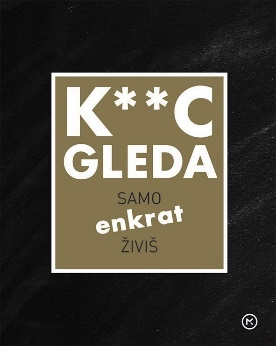 K**C
GLEDA
SAMO
enkrat
ŽIVIŠ